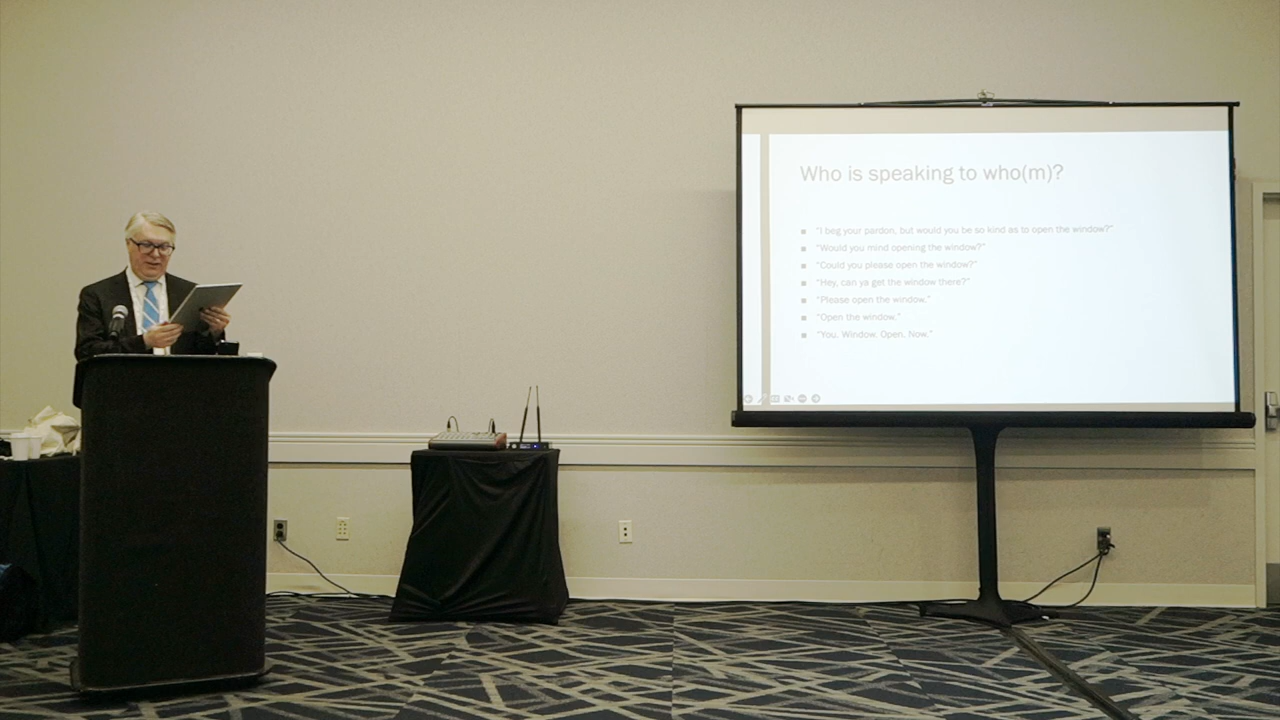 Who is speaking to who(m)?
"I beg your pardon, but would you be so kind as to open the window?"
"Would you mind opening the window?"
"Could you please open the window?"
"Hey, can ya get the window there?"
"Please open the window."
"Open the window."
"You. Window. Open. Now."